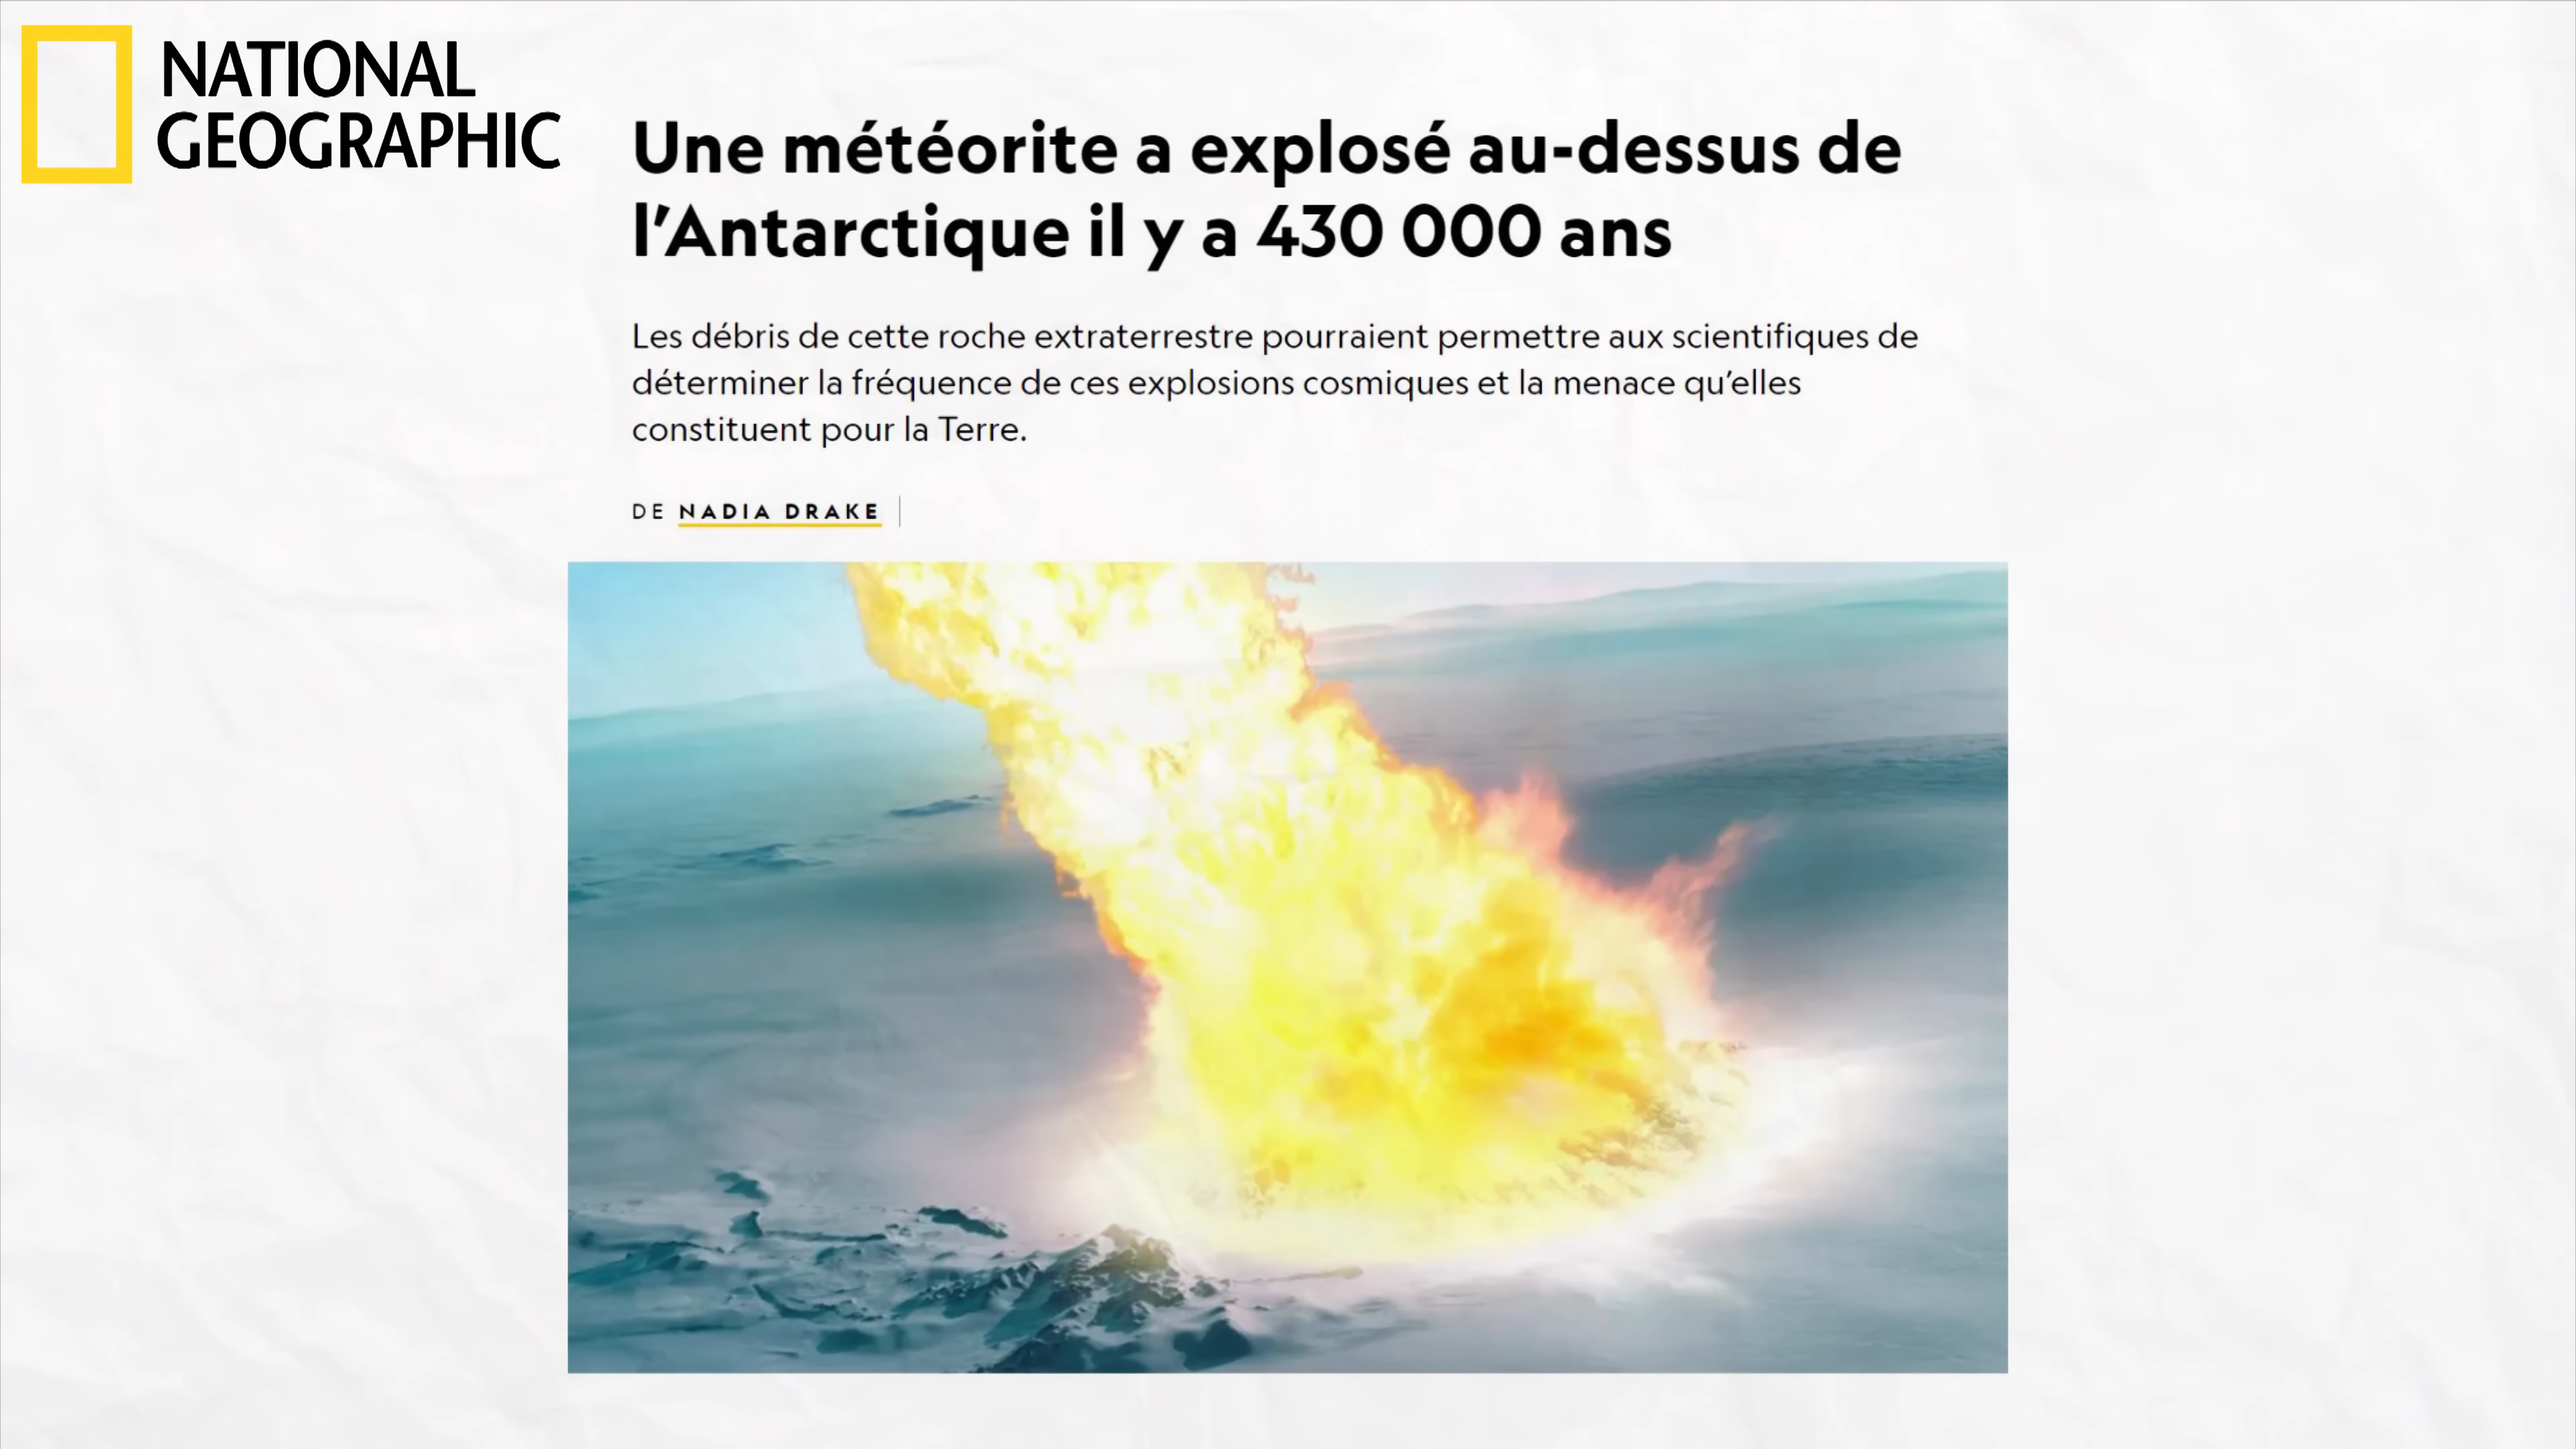 NATIONAL
GEOGRAPHIC
Une météorite a explosé au-dessus de
l’Antarctique il y a 430 000 ans
Les débris de cette roche extraterrestre pourraient permettre aux scientifiques de
déterminer la fréquence de ces explosions cosmiques et la menace qu’elles
constituent pour la Terre.
DE NADIA DRAKE